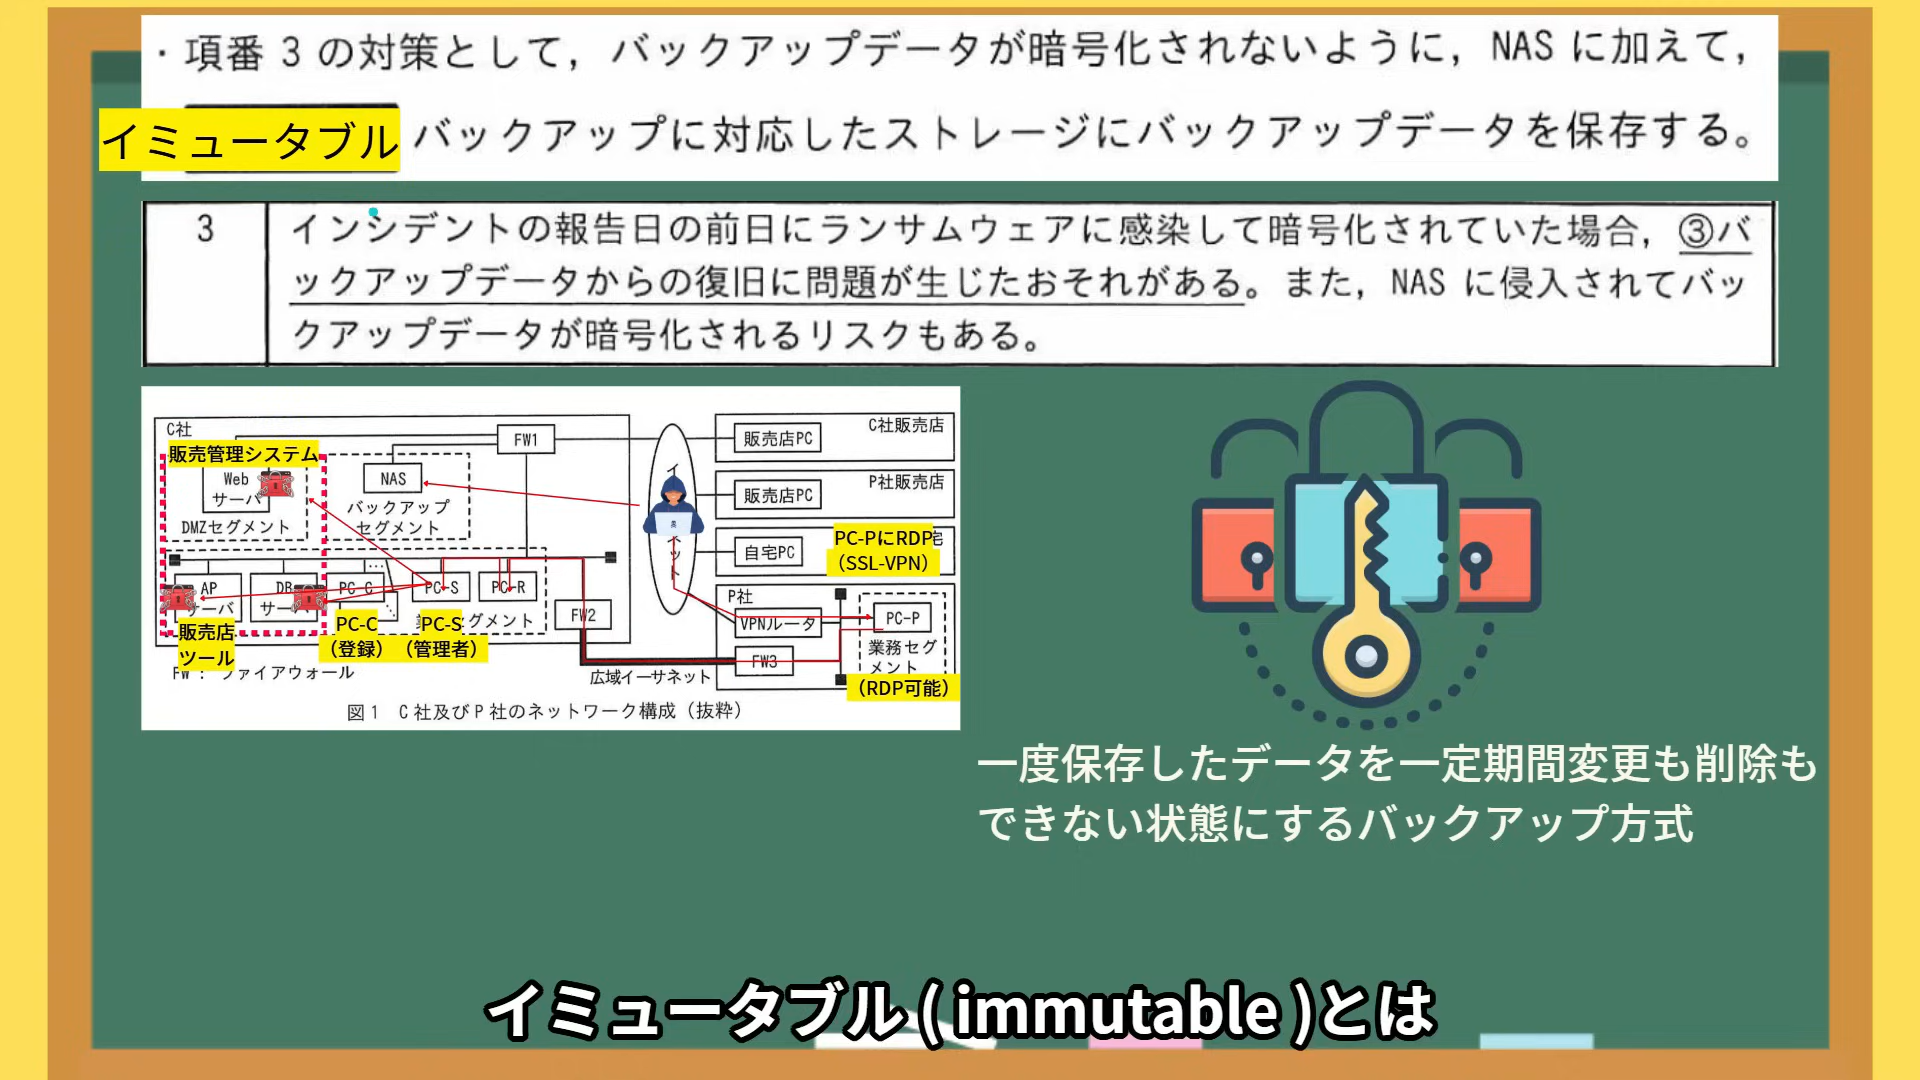 ・項番 3 の対策として，バックアップデータが暗号化されないように，NAS に加えて，
イミュータブル バックアップに対応したストレージにバックアップデータを保存する。
3
インシデントの報告日の前日にランサムウェアに感染して暗号化されていた場合，③バ
ックアップデータからの復旧に問題が生じたおそれがある。また，NAS に侵入されてバッ
クアップデータが暗号化されるリスクもある。
C社
販売管理システム
Web
サーバ
DMZセグメント
NAS
バックアップ
セグメント
FW1
C社販売店
販売店PC
P社販売店
販売店PC
自宅PC
PC-PにRDP
（SSL-VPN）
AP
サーバ
DB
PC-C
PC-S
PC-R
FW2
P社
VPNルータ
FW3
PC-P
業務セグ
メント
（RDP可能）
販売店
ツール
PC-C
（登録）
PC-S
（管理者）
グメント
広域イーサネット
FW： ファイアウォール
図1　C 社及び P 社のネットワーク構成（抜粋）
一度保存したデータを一定期間変更も削除も
できない状態にするバックアップ方式
イミュータブル ( immutable )とは